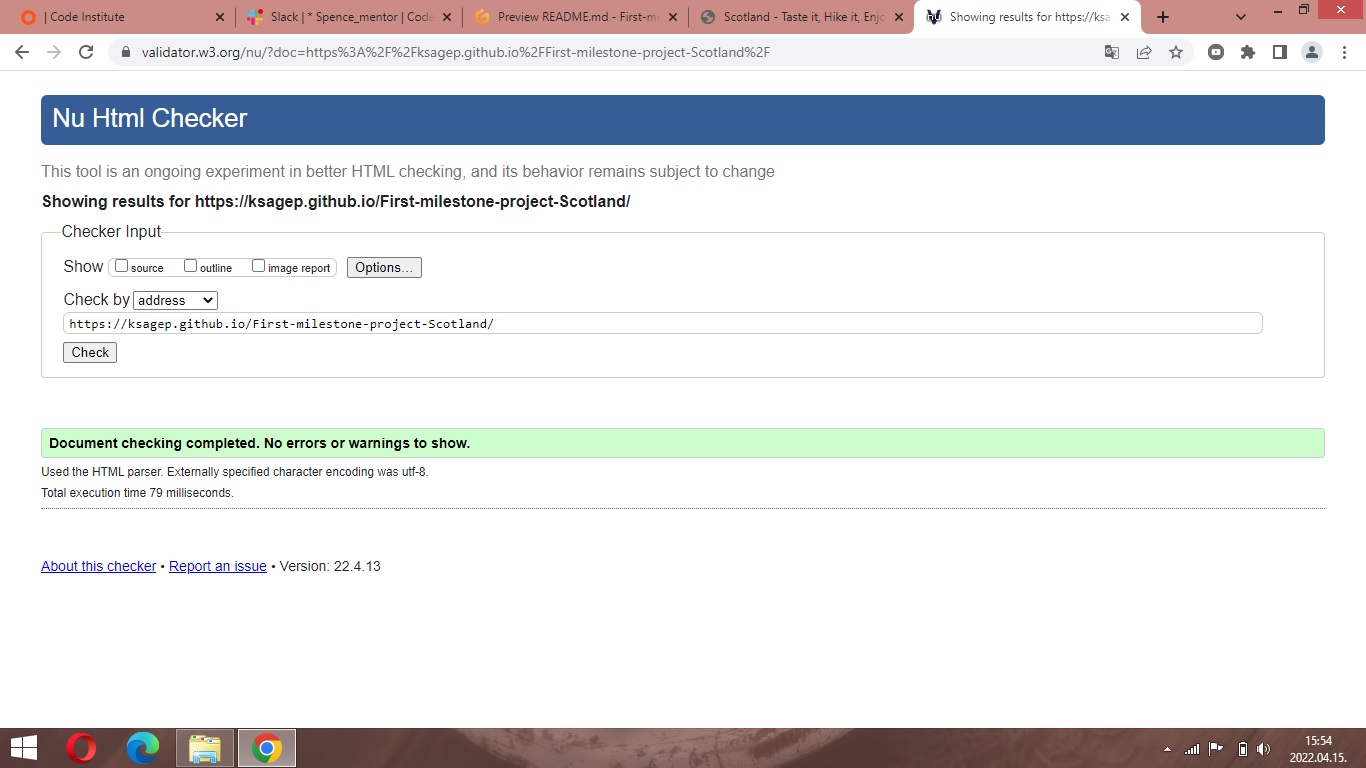 | Code Institute
Slack | * Spence_mentor | Code
Preview README.md - First-mi
Scotland - Taste it, Hike it, Enjo
Showing results for https://ksa
validator.w3.org/nu/?doc=https%3A%2F%2Fksagep.github.io%2FFirst-milestone-project-Scotland%2F
Nu Html Checker
This tool is an ongoing experiment in better HTML checking, and its behavior remains subject to change
Showing results for https://ksagep.github.io/First-milestone-project-Scotland/
Checker Input
Show source outline image report Options...
Check by address
https://ksagep.github.io/First-milestone-project-Scotland/
Check
Document checking completed. No errors or warnings to show.
Used the HTML parser. Externally specified character encoding was utf-8.
Total execution time 79 milliseconds.
About this checker • Report an issue • Version: 22.4.13
15:54
2022.04.15.